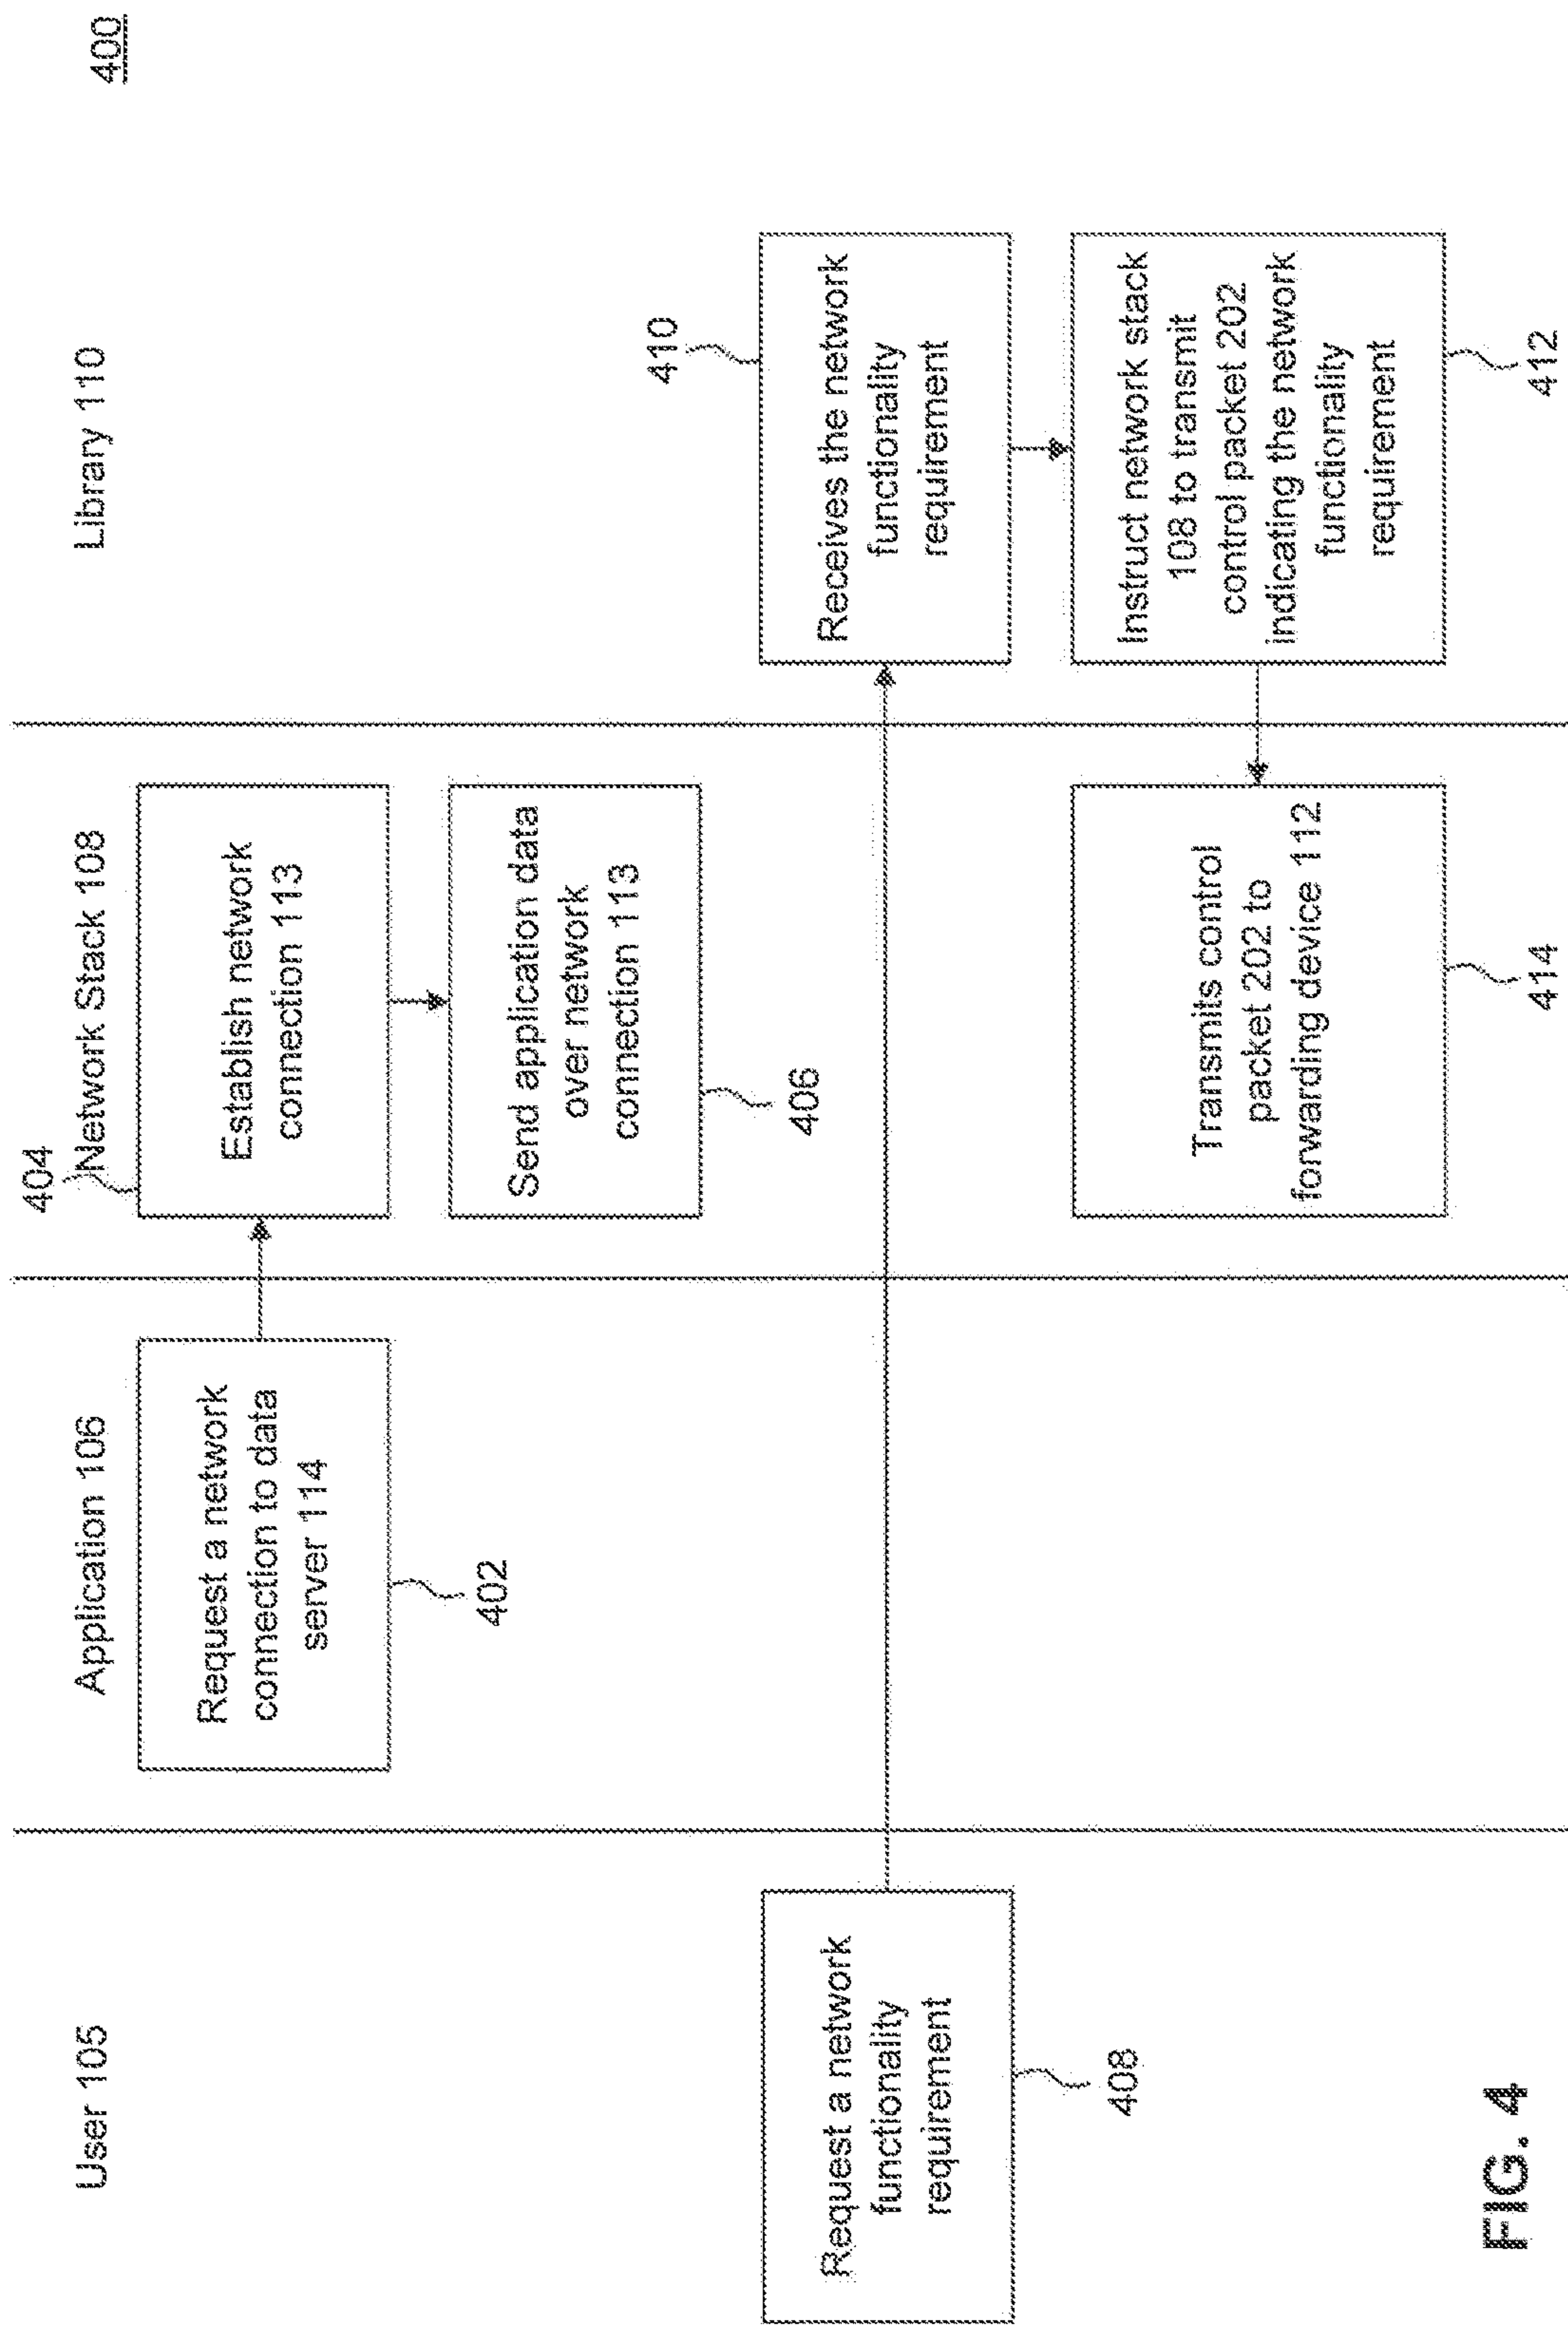 400
User 105
Application 106
Network Stack 108
Library 110
Request a network
connection to data
server 114
402
404
Establish network
connection 113
Send application data
over network
connection 113
406
Request a network
functionality
requirement
408
410
Receives the network
functionality
requirement
Instruct network stack
108 to transmit
control packet 202
indicating the network
functionality
requirement
412
Transmits control
packet 202 to
forwarding device 112
414
FIG. 4